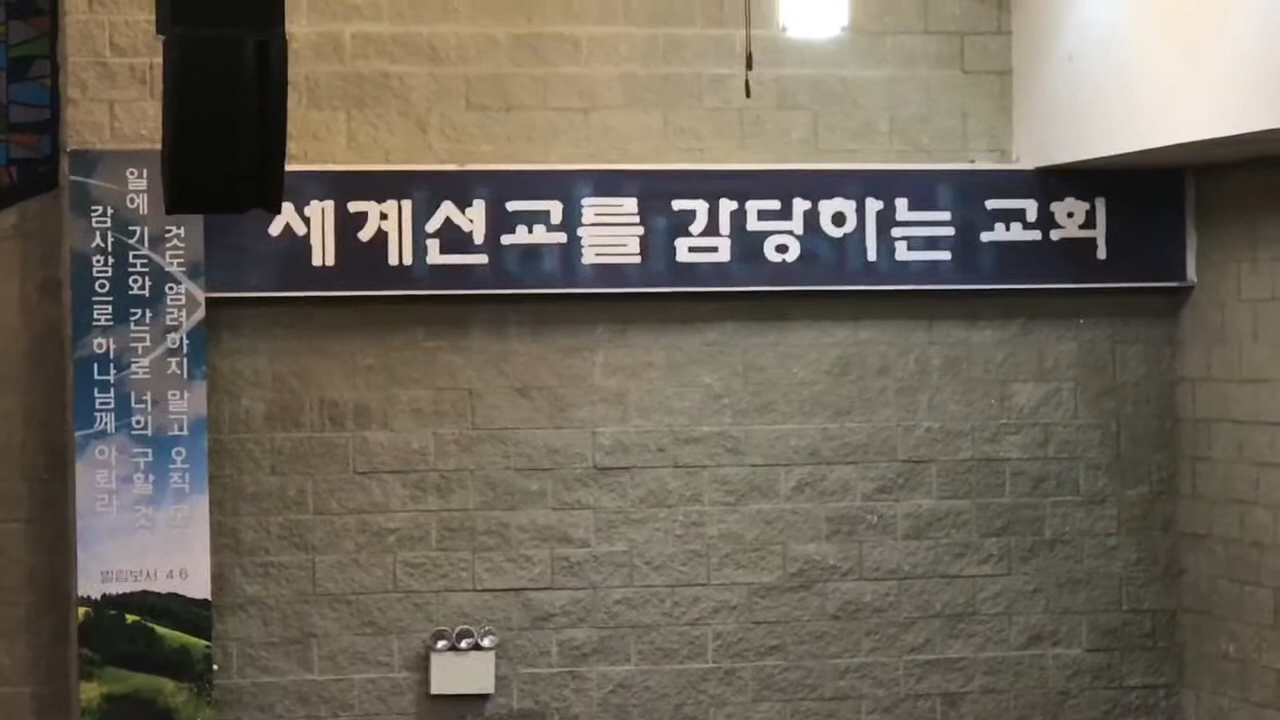 세계선교를 감당하는 교회
것도 염려하지 말고 오직 모
일에 기도와 간구로 너희 구할 것
감사함으로 하나님께 아뢰라
빌립보서 4:6